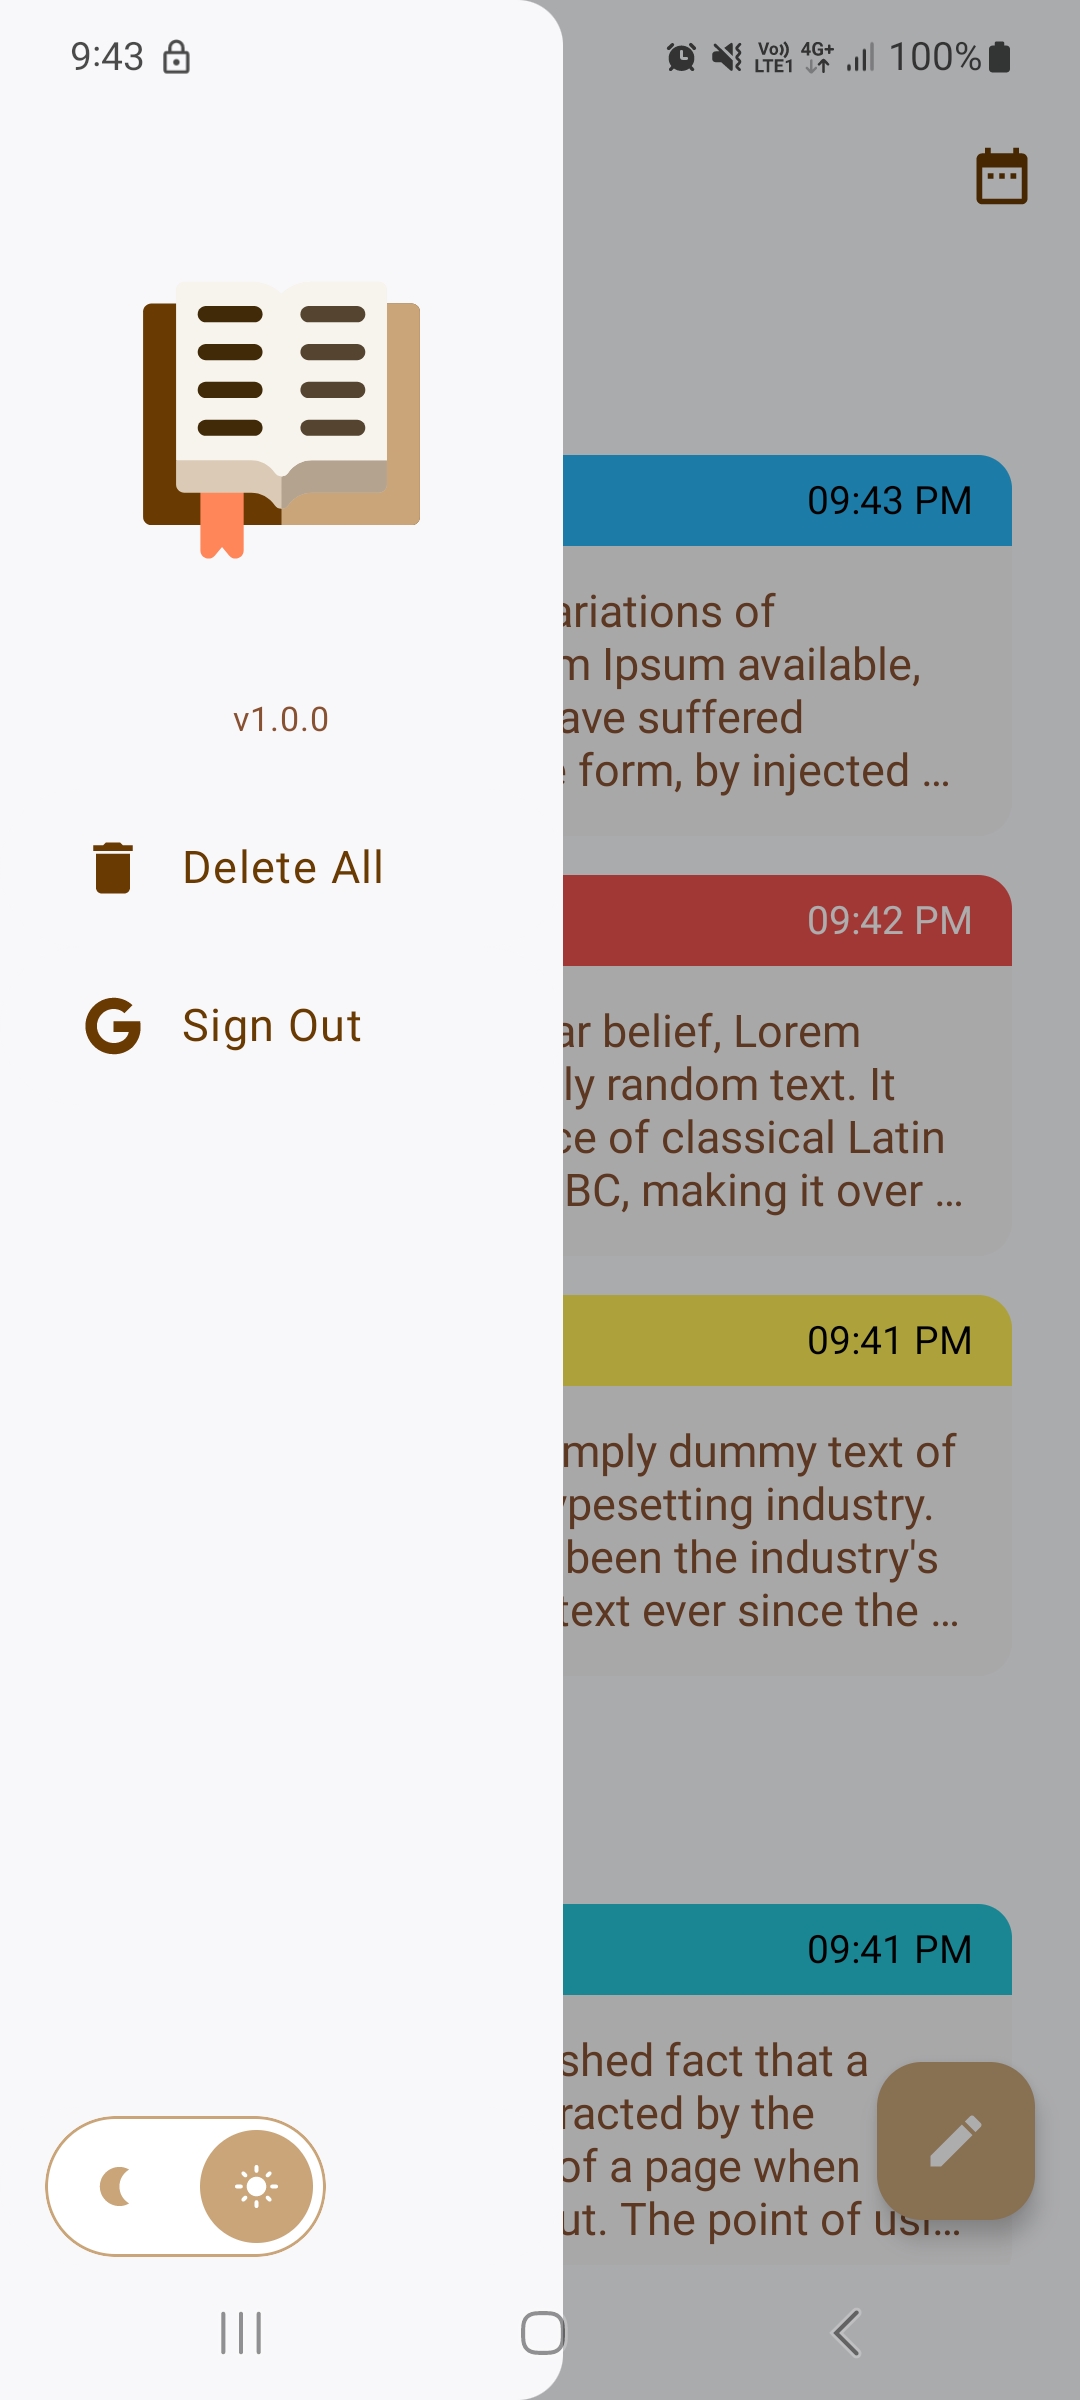 9:43
Vo)) LTE1 4G+ 100%
v1.0.0
Delete All
Sign Out
09:43 PM
ariations of
m Ipsum available,
ave suffered
form, by injected ...
09:42 PM
ar belief, Lorem
ly random text. It
ce of classical Latin
BC, making it over ...
09:41 PM
mply dummy text of
ypesetting industry.
been the industry's
text ever since the ...
09:41 PM
shed fact that a
racted by the
of a page when
ut. The point of usi...